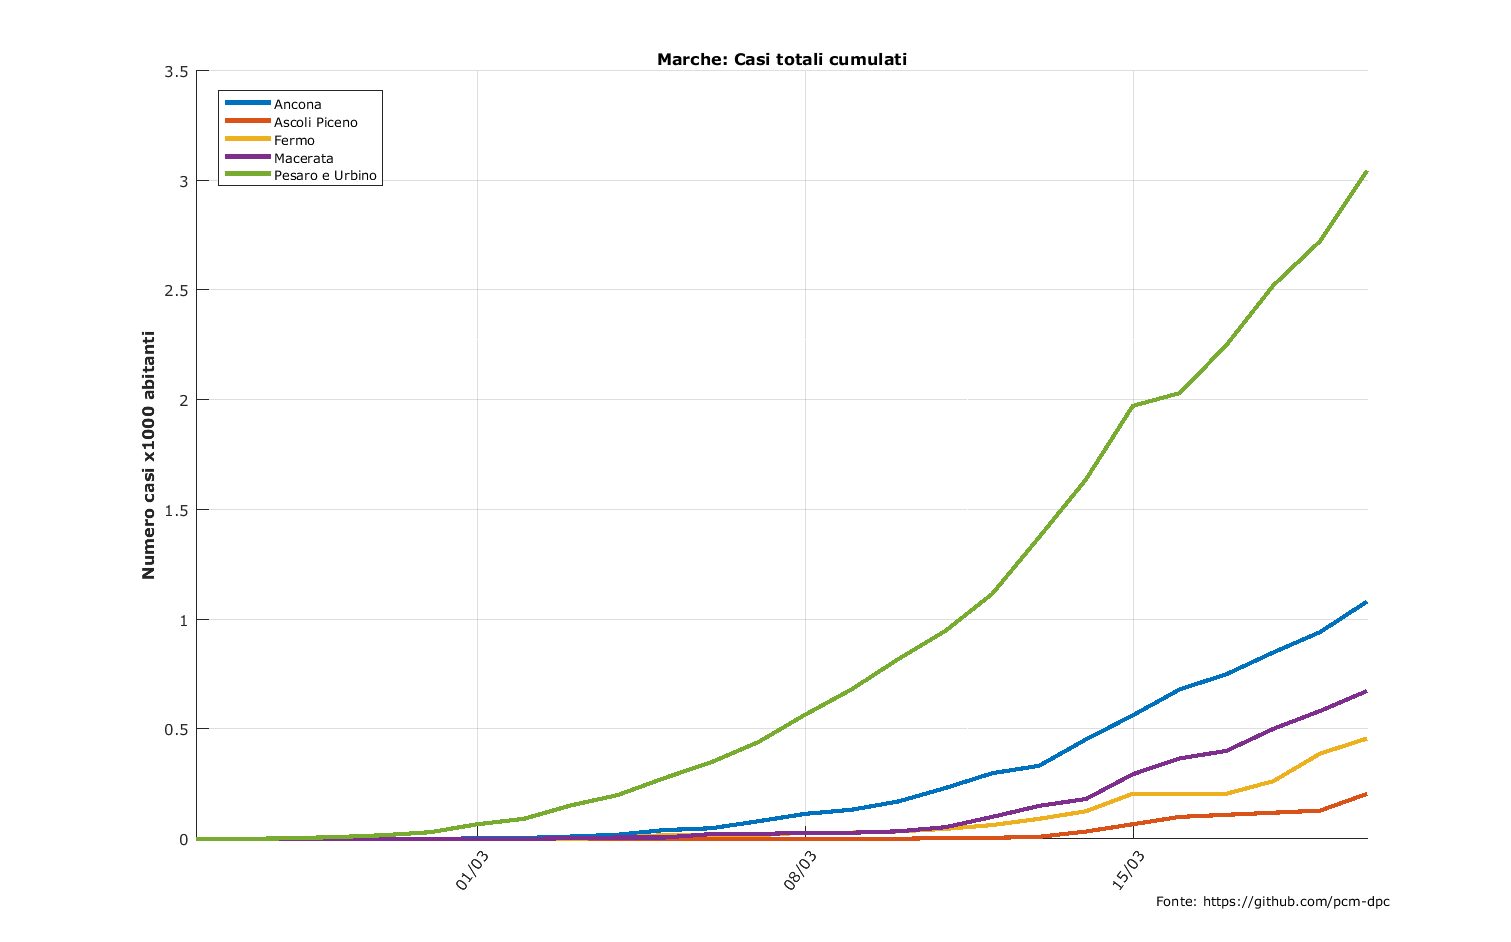 Marche: Casi totali cumulati
3.5
3
2.5
2
1.5
1
0.5
0
Numero casi x1000 abitanti
Ancona
Ascoli Piceno
Fermo
Macerata
Pesaro e Urbino
01/03
08/03
15/03
Fonte: https://github.com/pcm-dpc